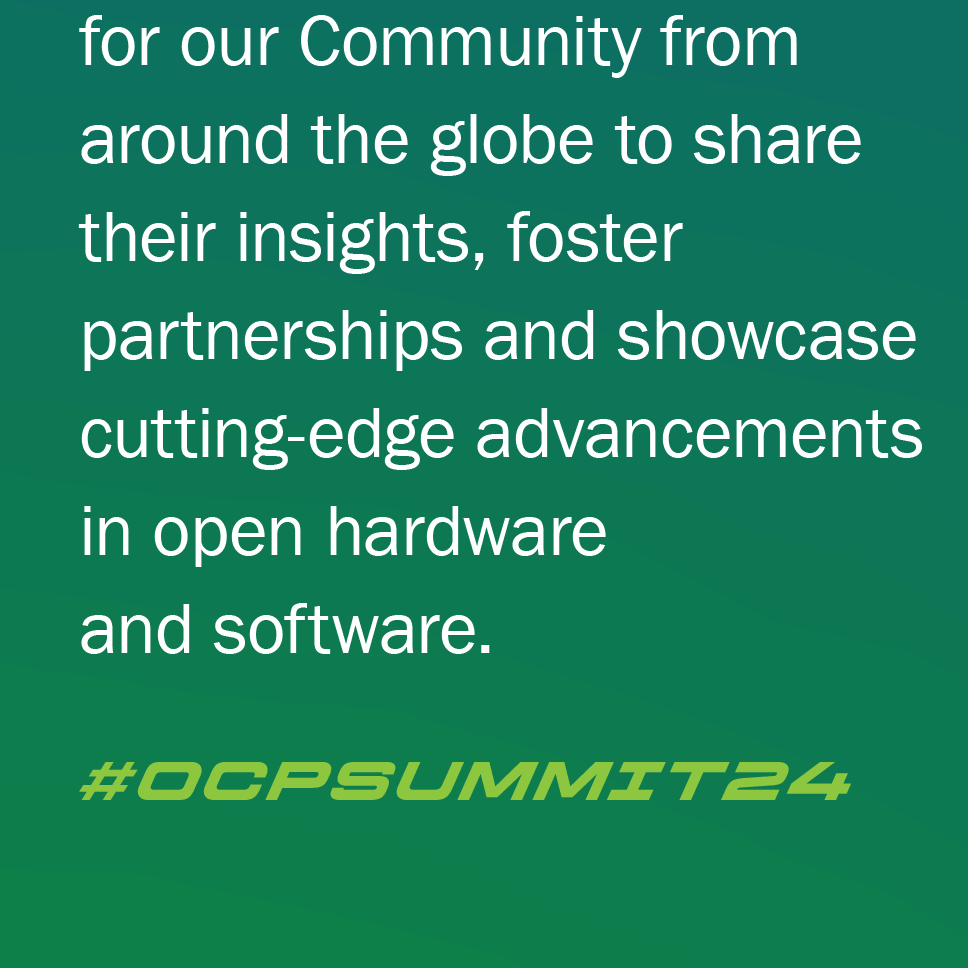 for our Community from
around the globe to share
their insights, foster
partnerships and showcase
cutting-edge advancements
in open hardware
and software.
#OCPSUMMIT24